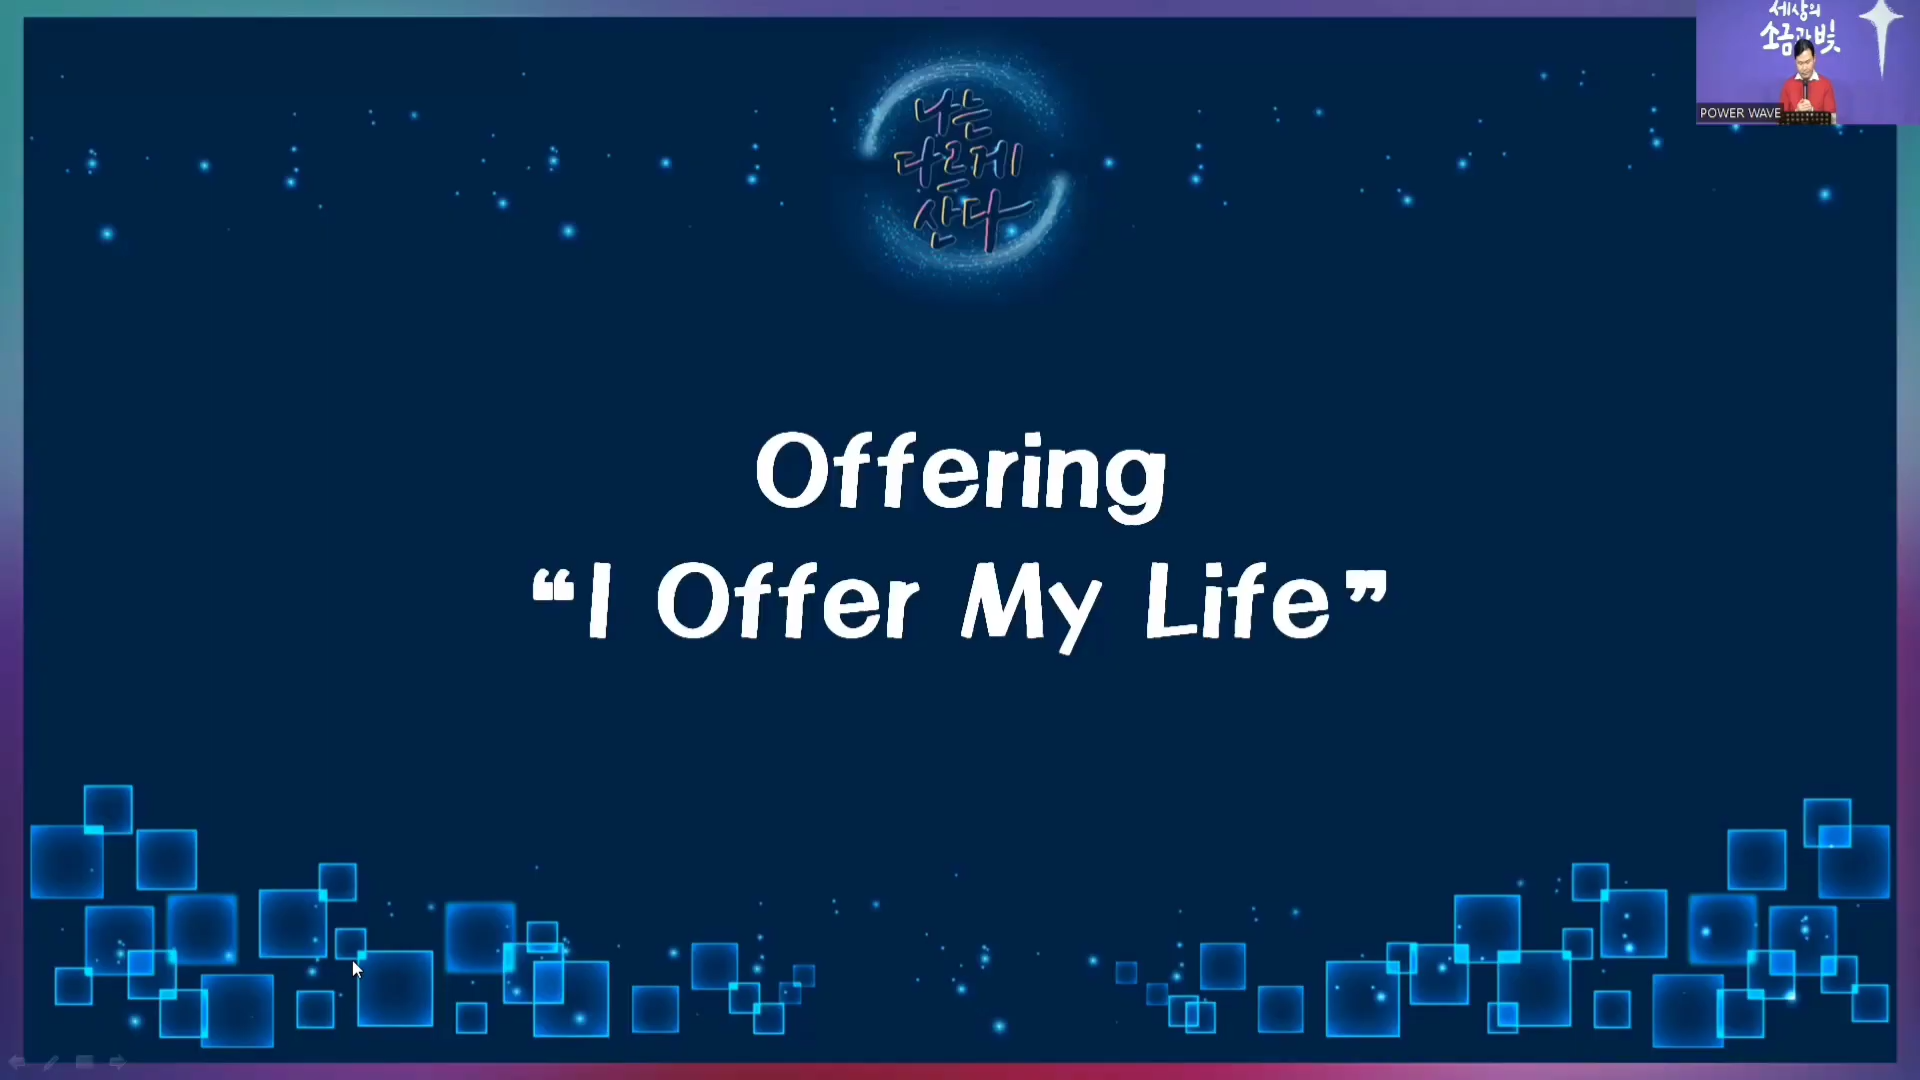 세상의
소금과 빛
POWER WAVE
나는
다르게
산다
Offering
“I Offer My Life”